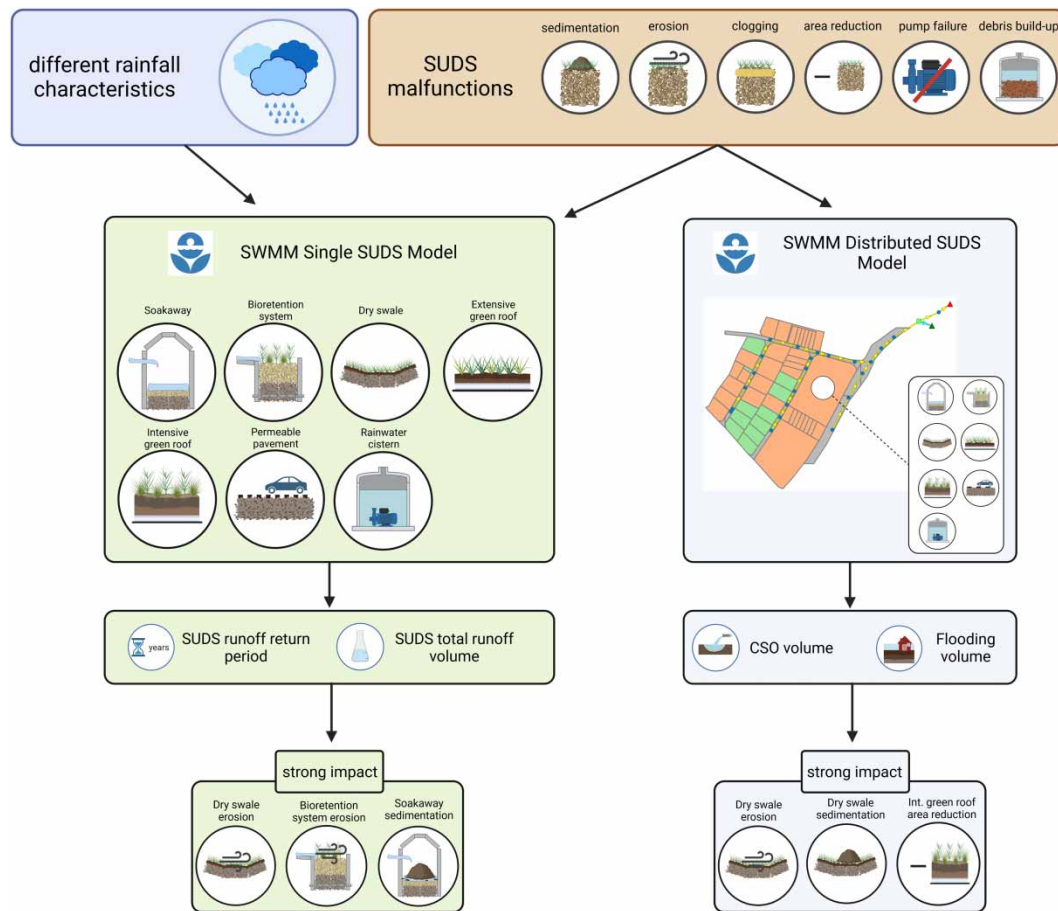 different rainfall
characteristics
SUDS
malfunctions
sedimentation
erosion
clogging
area reduction
pump failure
debris build-up
SWMM Single SUDS Model
Soakaway
Bioretention
system
Dry swale
Extensive
green roof
Intensive
green roof
Permeable
pavement
Rainwater
cistern
SWMM Distributed SUDS
Model
years
SUDS runoff return
period
SUDS total runoff
volume
CSO volume
Flooding
volume
strong impact
Dry swale
erosion
Bioretention
system erosion
Soakaway
sedimentation
strong impact
Dry swale
erosion
Dry swale
sedimentation
Int. green roof
area reduction